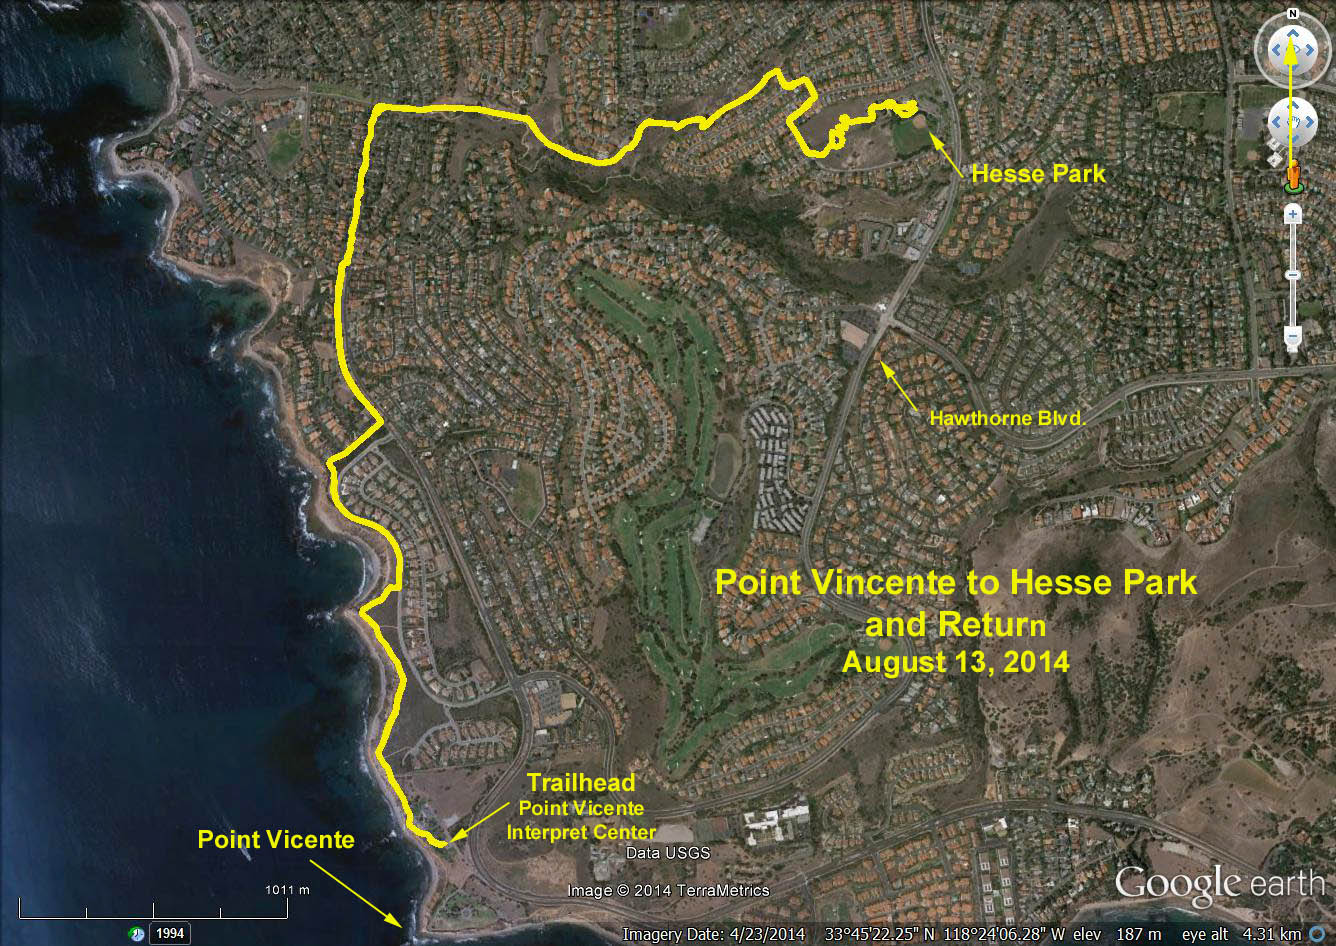 N
Hesse Park
Hawthorne Blvd.
Point Vincente to Hesse Park
and Return
August 13, 2014
Trailhead
Point Vicente
Interpret Center
Point Vicente
Data USGS
1011 m
Image © 2014 TerraMetrics
Google earth
1994
Imagery Date: 4/23/2014 33°45'22.25" N 118°24'06.28" W elev 187 m eye alt 4.31 km